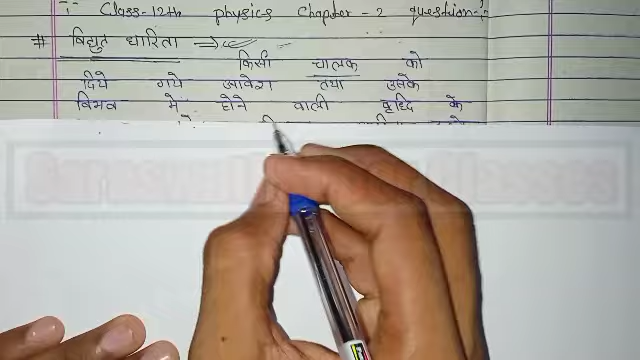 Class-12th physics Chapter-2 question-:
# विद्युत धारिता ⇒
किसी चालक को
दिये गये आवेश तथा उसके
विभव मे होने वाली वृध्दि के